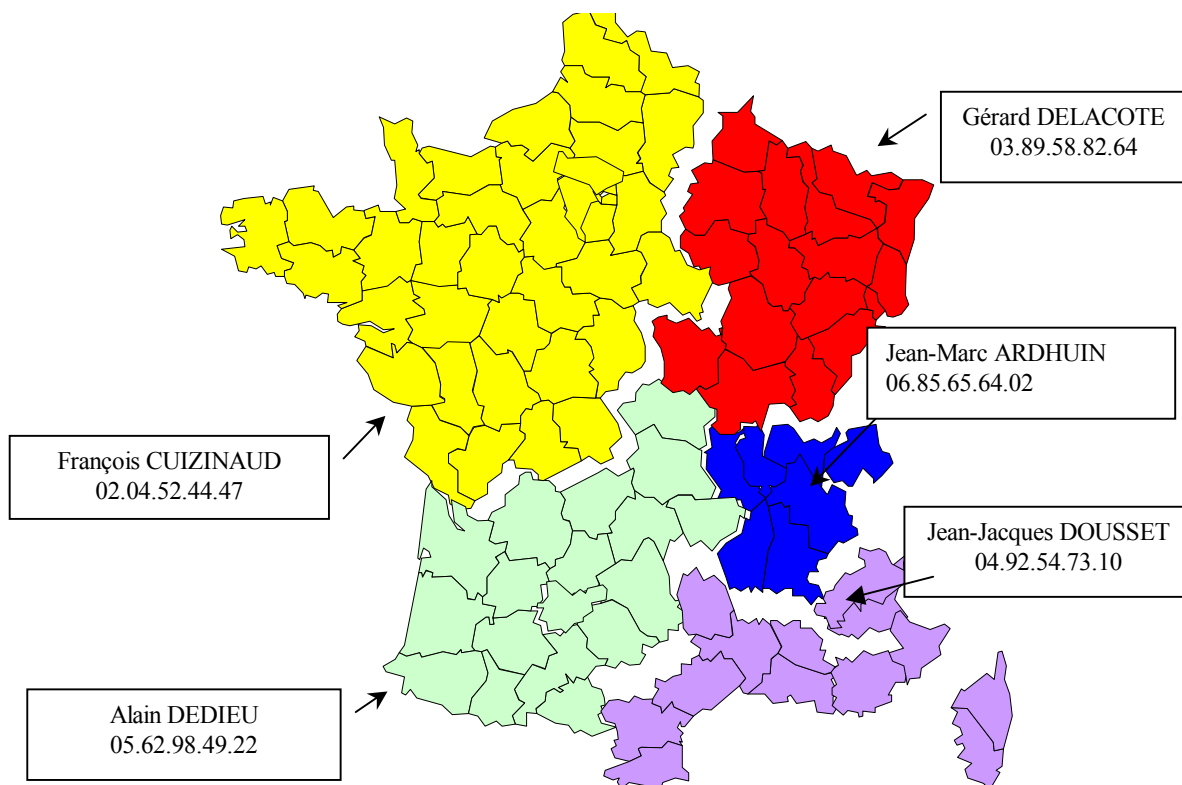 Gérard DELACOTE
03.89.58.82.64
Jean-Marc ARDHUIN
06.85.65.64.02
François CUIZINAUD
02.04.52.44.47
Jean-Jacques DOUSSET
04.92.54.73.10
Alain DEDIEU
05.62.98.49.22